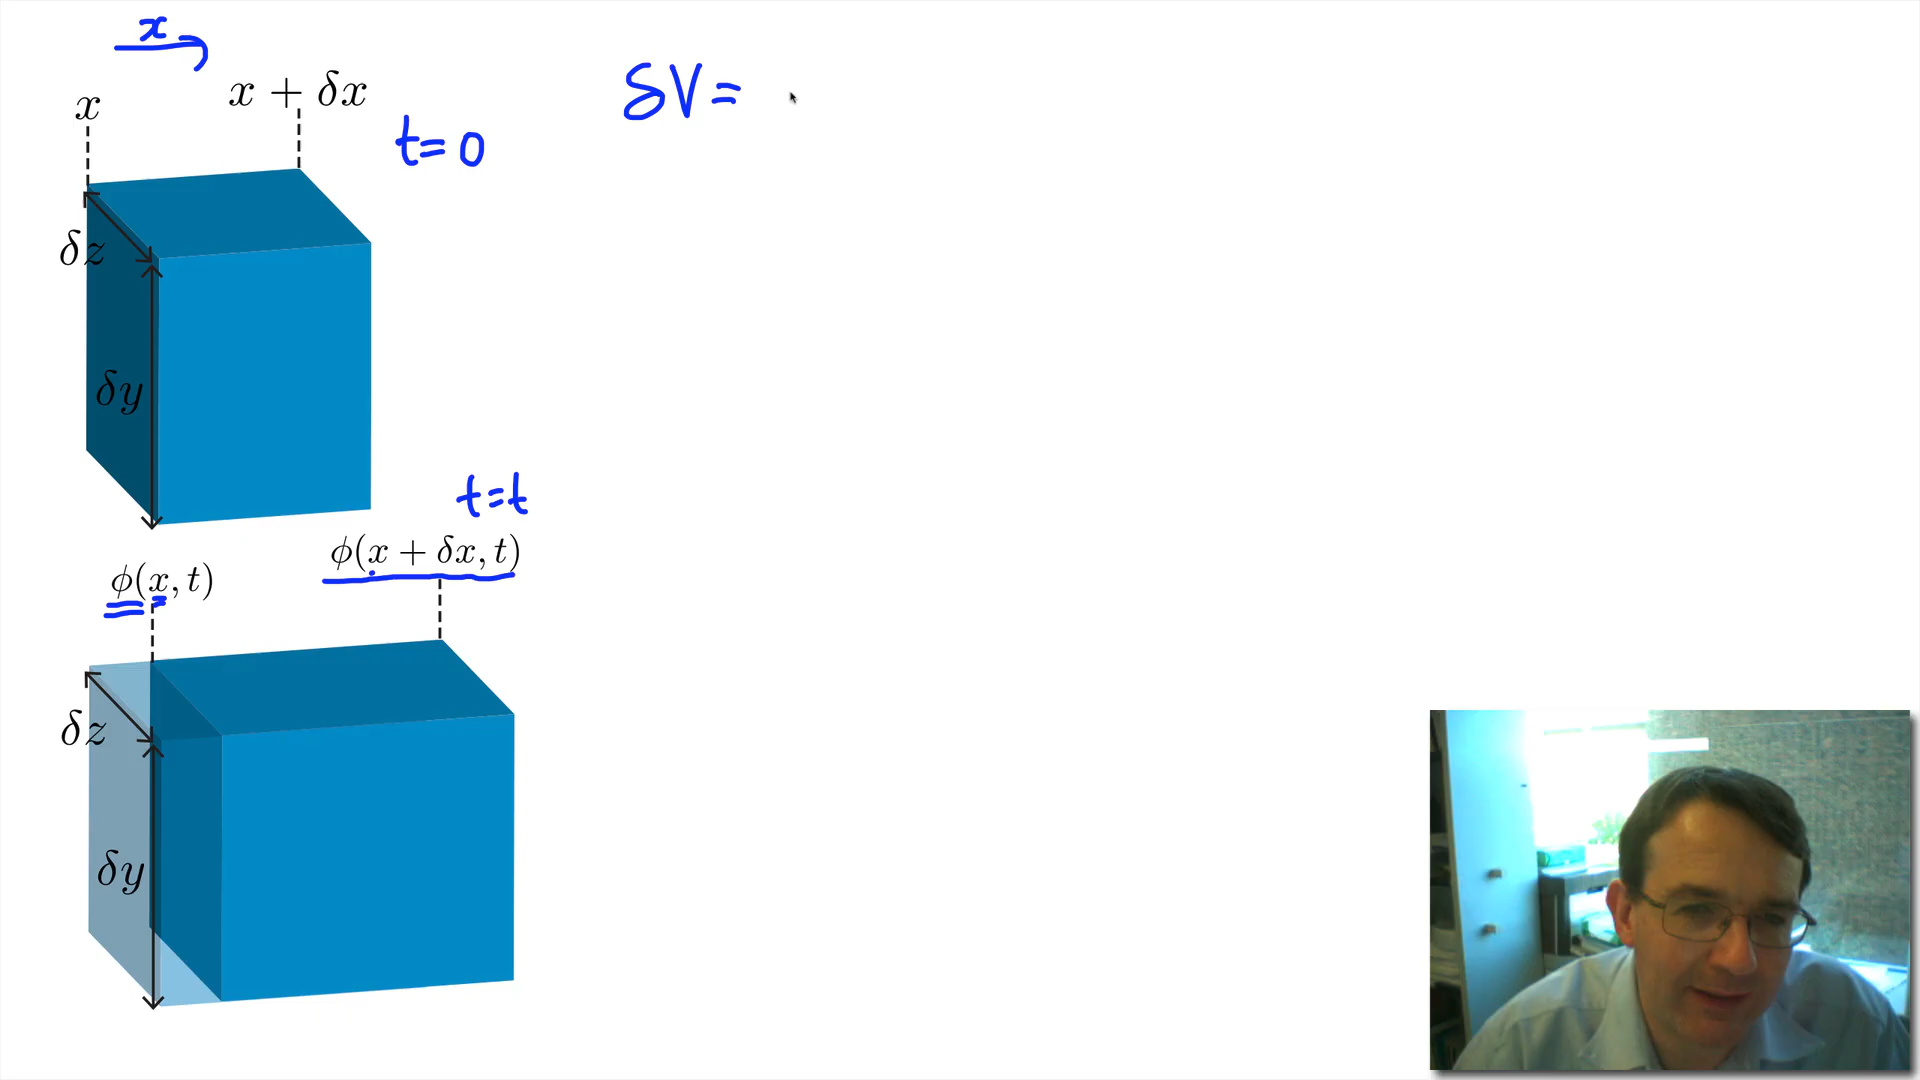 x
x
x + δx
t=0
δV=
δz
δy
t=t
ϕ(x + δx, t)
ϕ(x, t)
δz
δy